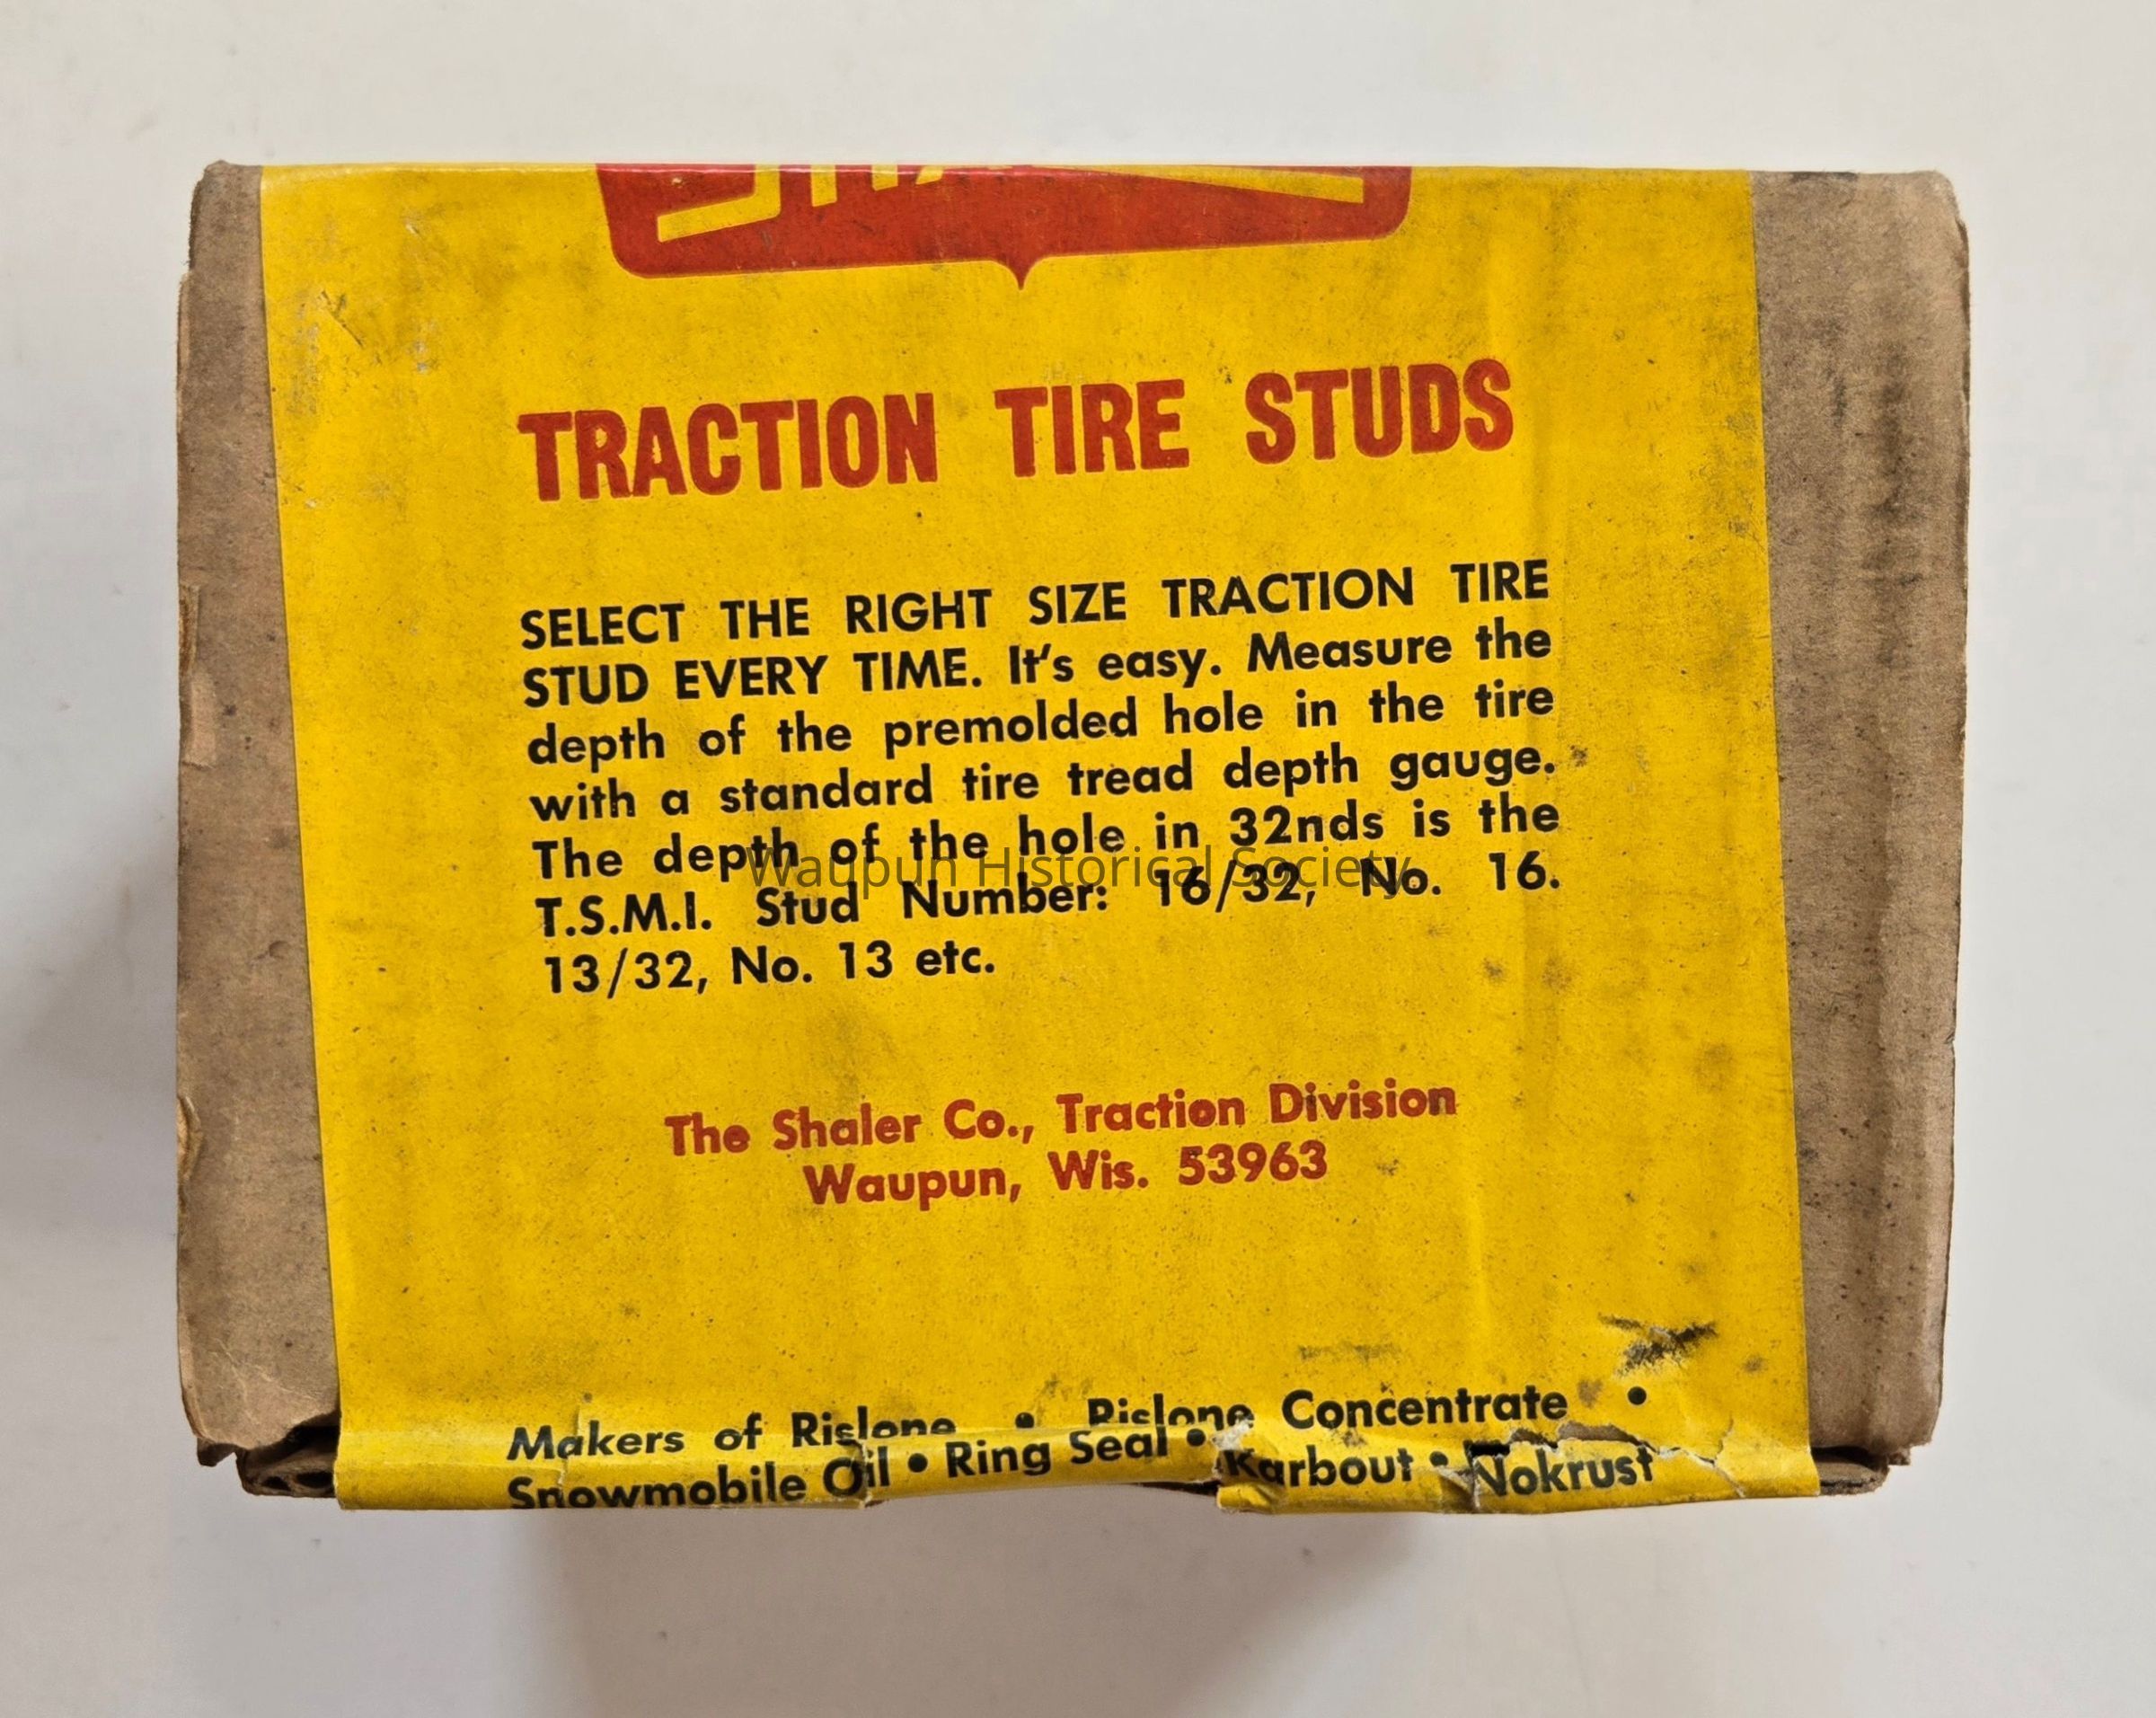 TRACTION TIRE STUDS
SELECT THE RIGHT SIZE TRACTION TIRE
STUD EVERY TIME. It's easy. Measure the
depth of the premolded hole in the tire
with a standard tire tread depth gauge.
The depth of the hole in 32nds is the
T.S.M.I. Stud Number: 16/32, No. 16.
13/32, No. 13 etc.
Waupun Historical Society
The Shaler Co., Traction Division
Waupun, Wis. 53963
Makers of Rislone • Rislone Concentrate •
Snowmobile Oil • Ring Seal • Karbout • Nokrust